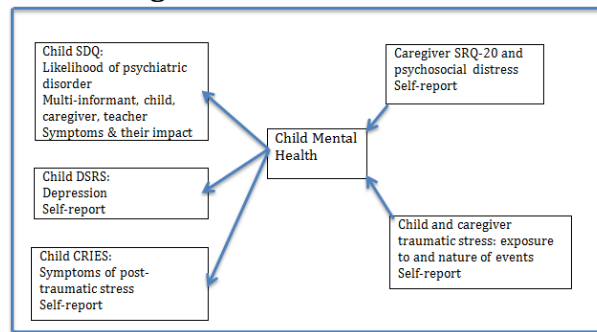 Child SDQ:
Likelihood of psychiatric
disorder
Multi-informant, child,
caregiver, teacher
Symptoms & their impact
Caregiver SRQ-20 and
psychosocial distress
Self-report
Child Mental
Health
Child DSRS:
Depression
Self-report
Child and caregiver
traumatic stress: exposure
to and nature of events
Self-report
Child CRIES:
Symptoms of post-
traumatic stress
Self-report